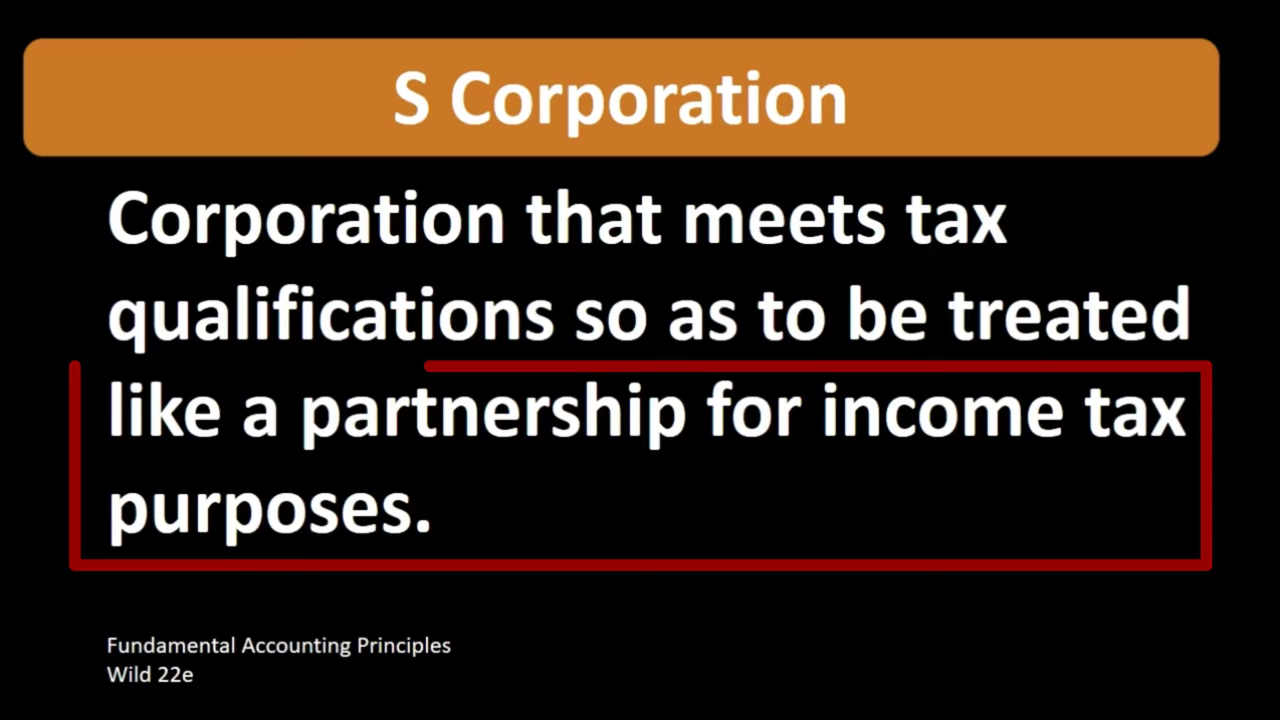 S Corporation
Corporation that meets tax
qualifications so as to be treated
like a partnership for income tax
purposes.
Fundamental Accounting Principles
Wild 22e